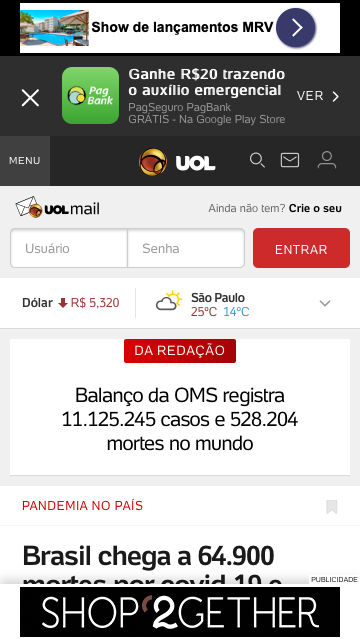 Show de lançamentos MRV
Ganhe R$20 trazendo
o auxílio emergencial
PagSeguro PagBank
GRÁTIS - Na Google Play Store
VER
Pag
Bank
MENU
UOL
UOL mail
Ainda não tem? Crie o seu
Usuário
Senha
ENTRAR
Dólar R$ 5,320
São Paulo
25ºC 14ºC
DA REDAÇÃO
Balanço da OMS registra
11.125.245 casos e 528.204
mortes no mundo
PANDEMIA NO PAÍS
Brasil chega a 64.900
mortes por covid-19 e
PUBLICIDADE
SHOP2GETHER